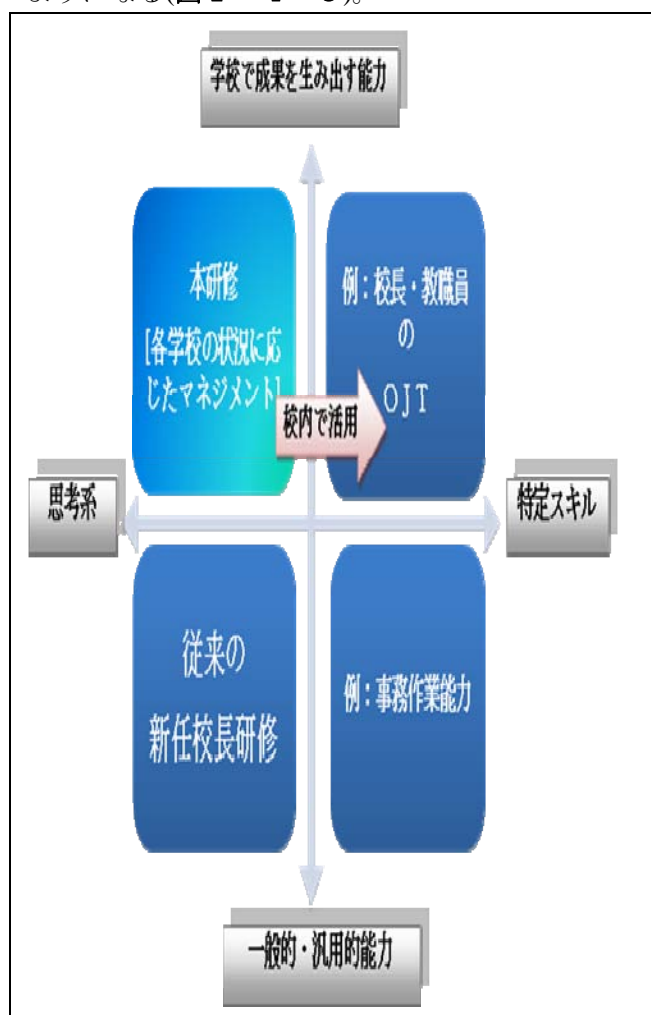 学校で成果を生み出す能力
本研修
[各学校の状況に応
じたマネジメント]
例：校長・教職員
の
ＯＪＴ
校内で活用
思考系
特定スキル
従来の
新任校長研修
例：事務作業能力
一般的・汎用的能力